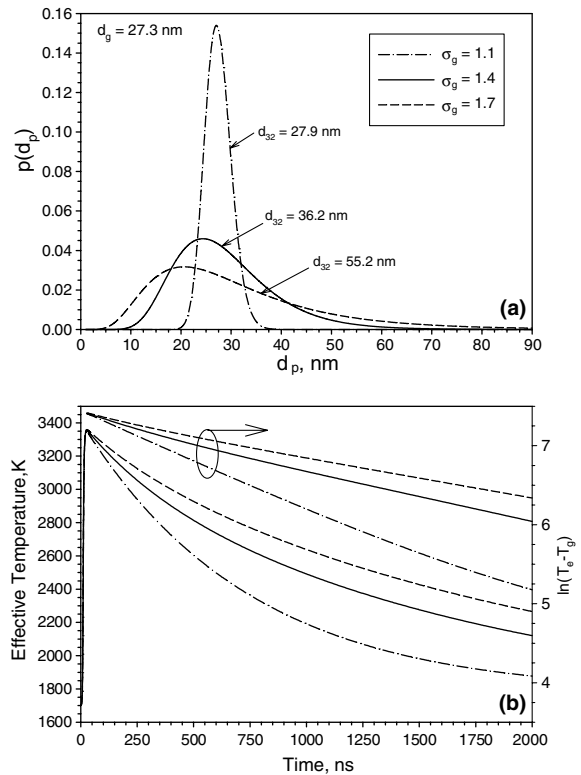 d_g = 27.3 nm
σ_g = 1.1
σ_g = 1.4
σ_g = 1.7
d_32 = 27.9 nm
d_32 = 36.2 nm
d_32 = 55.2 nm
p(d_p)
0.16
0.14
0.12
0.10
0.08
0.06
0.04
0.02
0.00
0 10 20 30 40 50 60 70 80 90
d_p, nm
(a)
Effective Temperature,K
3400
3200
3000
2800
2600
2400
2200
2000
1800
1600
7
6
5
4
ln(T_e-T_g)
0 250 500 750 1000 1250 1500 1750 2000
Time, ns
(b)